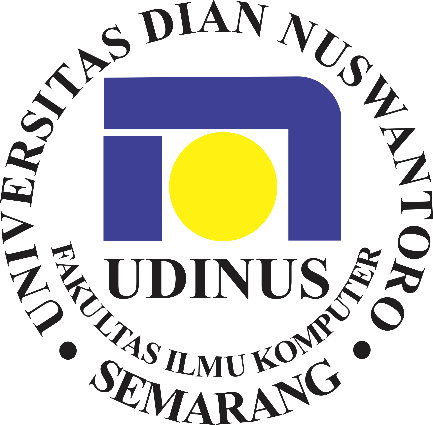 UNIVERSITAS DIAN NUSWANTORO
UDINUS
FAKULTAS ILMU KOMPUTER
• SEMARANG •